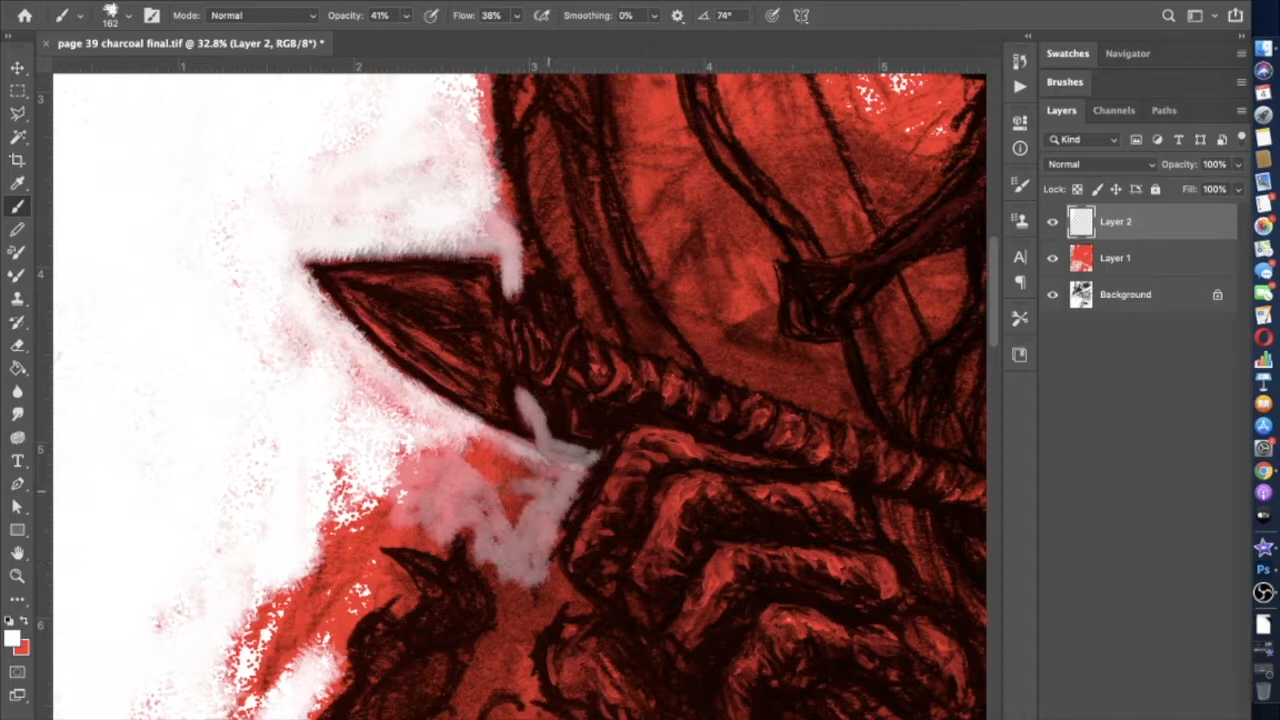 162
Mode: Normal Opacity: 41% Flow: 38% Smoothing: 0% 74°
page 39 charcoal final.tif @ 32.8% (Layer 2, RGB/8*) *
Swatches Navigator
Brushes
Layers Channels Paths
Kind
Normal Opacity: 100%
Lock: Fill: 100%
Layer 2
Layer 1
Background
1 2 3 4 5
3
4
5
6
T
A
Ps